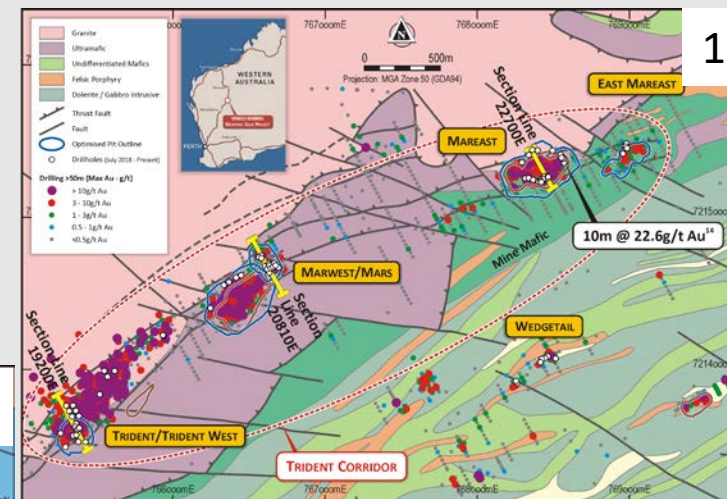 767000mE
768000mE
1
Granite
Ultramafic
Undifferentiated Mafics
Felsic Porphyry
Dolerite / Gabbro Intrusive
Thrust Fault
Fault
Optimised Pit Outline
Drillholes (July 2018 - Present)
Drilling >50m [Max Au - g/t]
> 10g/t Au
3 - 10g/t Au
1 - 3g/t Au
0.5 - 1g/t Au
<0.5g/t Au
WESTERN
AUSTRALIA
PERTH
0
500m
Projection: MGA Zone 50 (GDA94)
EAST MAREAST
MAREAST
Section Line
22700E
7215
10m @ 22.6g/t Au¹⁴
Mine Mafic
MARWEST/MARS
Section
Line
20810E
WEDGETAIL
7214
Section Line
19200E
TRIDENT/TRIDENT WEST
TRIDENT CORRIDOR
766000mE
767000mE
768000mE
769000mE